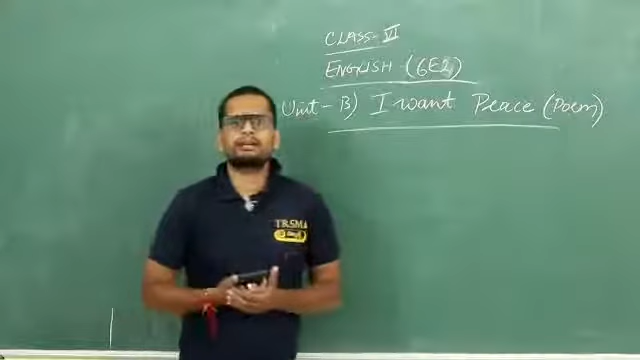 CLASS- VI
ENGLISH - (6E2)
Unit - B) I want Peace (Poem)
TRSMA